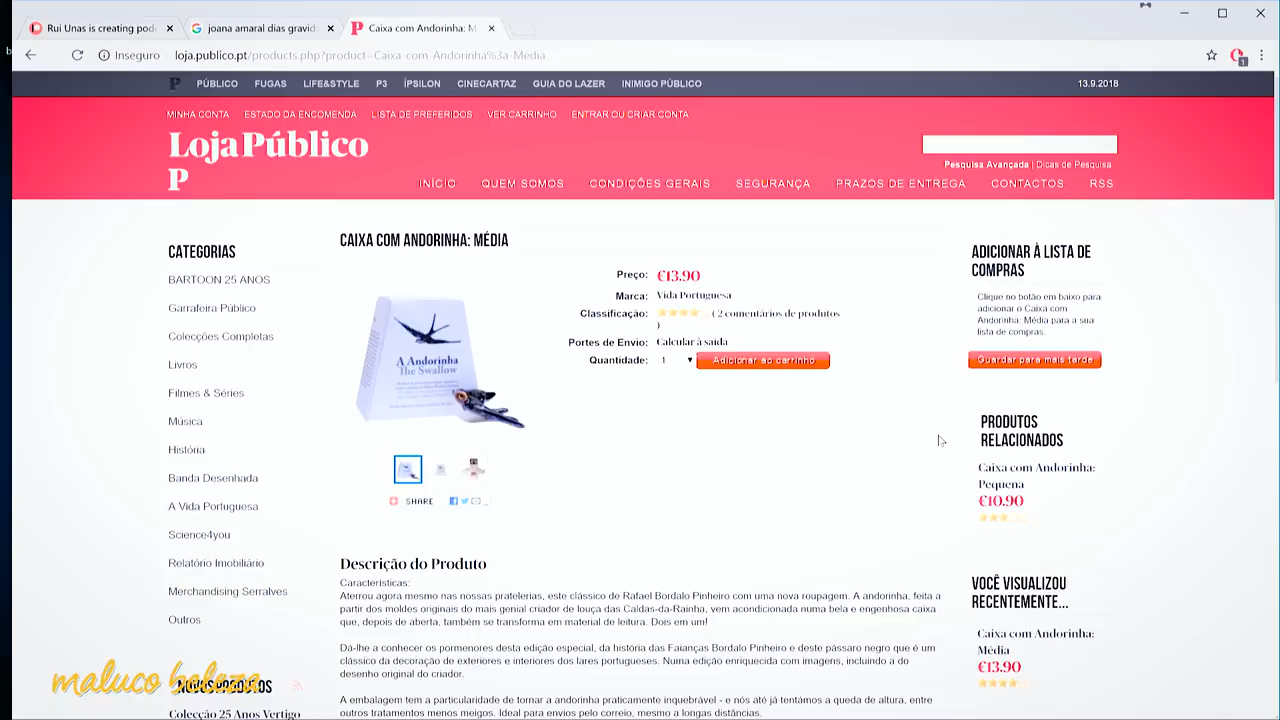 Rui Unas is creating pod
joana amaral dias gravid
Caixa com Andorinha: M
Inseguro
loja.publico.pt/products.php?product=Caixa-com-Andorinha%3a-Media
P PÚBLICO FUGAS LIFE&STYLE P3 ÍPSILON CINECARTAZ GUIA DO LAZER INIMIGO PÚBLICO 13.9.2018
MINHA CONTA ESTADO DA ENCOMENDA LISTA DE PREFERIDOS VER CARRINHO ENTRAR OU CRIAR CONTA
Loja Público
P
Pesquisa Avançada | Dicas de Pesquisa
INÍCIO QUEM SOMOS CONDIÇÕES GERAIS SEGURANÇA PRAZOS DE ENTREGA CONTACTOS RSS
CATEGORIAS
BARTOON 25 ANOS
Garrafeira Público
Colecções Completas
Livros
Filmes & Séries
Música
História
Banda Desenhada
A Vida Portuguesa
Science4you
Relatório Imobiliário
Merchandising Serralves
Outros
NOVOS PRODUTOS
Colecção 25 Anos Vertigo
maluco beleza
CAIXA COM ANDORINHA: MÉDIA
A Andorinha
The Swallow
SHARE
Preço: €13.90
Marca: Vida Portuguesa
Classificação: ( 2 comentários de produtos
)
Portes de Envio: Calcular à saída
Quantidade: 1 Adicionar ao carrinho
Descrição do Produto
Características:
Aterrou agora mesmo nas nossas pratelerias, este clássico de Rafael Bordalo Pinheiro com uma nova roupagem. A andorinha, feita a
partir dos moldes originais do mais genial criador de louça das Caldas-da-Rainha, vem acondicionada numa bela e engenhosa caixa
que, depois de aberta, também se transforma em material de leitura. Dois em um!
Dá-lhe a conhecer os pormenores desta edição especial, da história das Faianças Bordalo Pinheiro e deste pássaro negro que é um
clássico da decoração de exteriores e interiores dos lares portugueses. Numa edição enriquecida com imagens, incluindo a do
desenho original do criador.
A embalagem tem a particularidade de tornar a andorinha praticamente inquebrável - e nós até já tentámos a queda de altura, entre
outros tratamentos menos meigos. Ideal para envios pelo correio, mesmo a longas distâncias.
ADICIONAR À LISTA DE
COMPRAS
Clique no botão em baixo para
adicionar o Caixa com
Andorinha: Média para a sua
lista de compras.
Guardar para mais tarde
PRODUTOS
RELACIONADOS
Caixa com Andorinha:
Pequena
€10.90
VOCÊ VISUALIZOU
RECENTEMENTE...
Caixa com Andorinha:
Média
€13.90